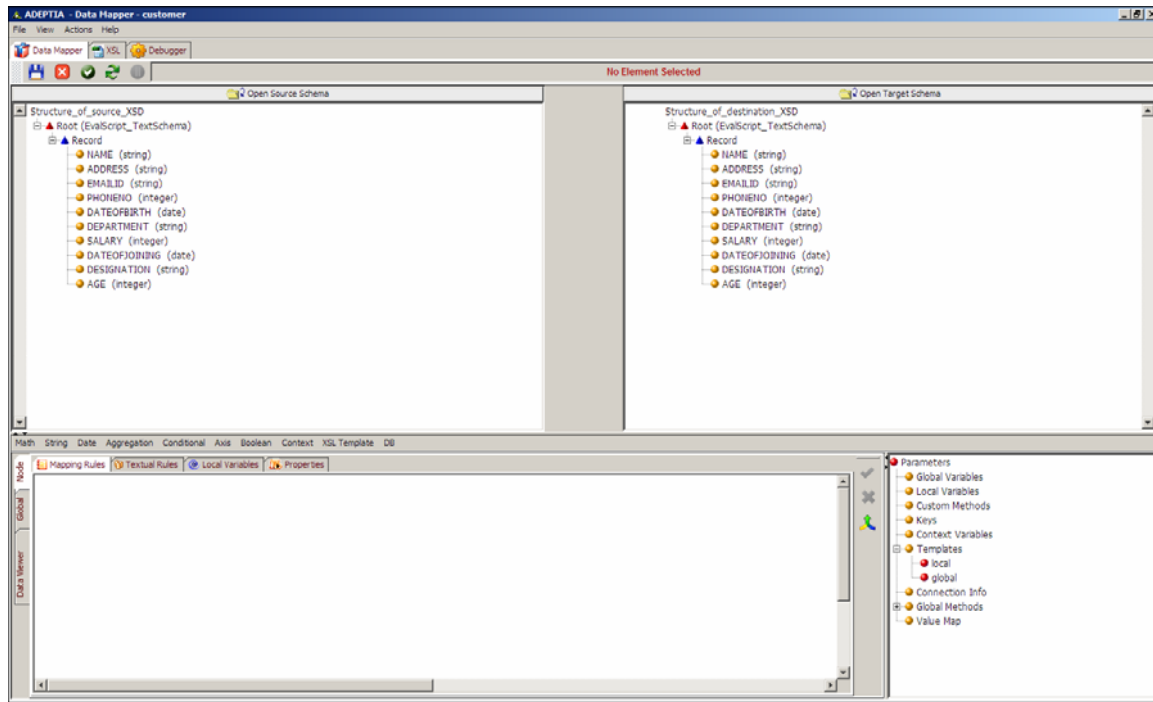 ADEPTIA - Data Mapper - customer
File View Actions Help
Data Mapper XSL Debugger
No Element Selected
Open Source Schema
Open Target Schema
Structure_of_source_XSD
Root (EvalScript_TextSchema)
Record
NAME (string)
ADDRESS (string)
EMAILID (string)
PHONENO (integer)
DATEOFBIRTH (date)
DEPARTMENT (string)
SALARY (integer)
DATEOFJOINING (date)
DESIGNATION (string)
AGE (integer)
Structure_of_destination_XSD
Root (EvalScript_TextSchema)
Record
NAME (string)
ADDRESS (string)
EMAILID (string)
PHONENO (integer)
DATEOFBIRTH (date)
DEPARTMENT (string)
SALARY (integer)
DATEOFJOINING (date)
DESIGNATION (string)
AGE (integer)
Math String Date Aggregation Conditional Axis Boolean Context XSL Template DB
Node
Global
Data Viewer
Mapping Rules Textual Rules Local Variables Properties
Parameters
Global Variables
Local Variables
Custom Methods
Keys
Context Variables
Templates
local
global
Connection Info
Global Methods
Value Map